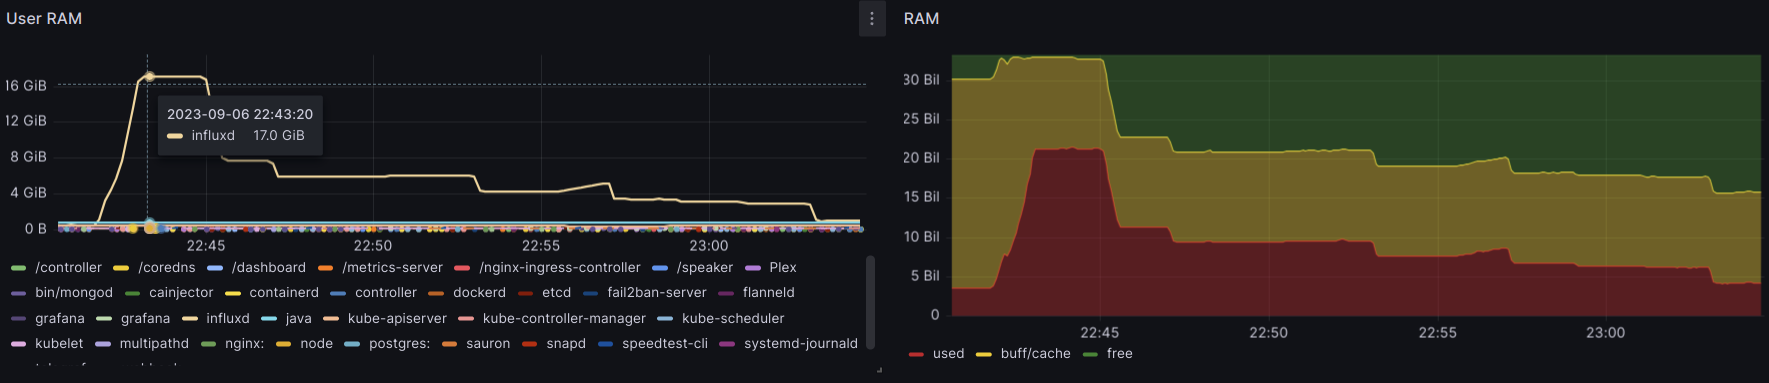 User RAM
16 GiB
12 GiB
8 GiB
4 GiB
0 B
2023-09-06 22:43:20
influxd 17.0 GiB
22:45 22:50 22:55 23:00
/controller /coredns /dashboard /metrics-server /nginx-ingress-controller /speaker Plex
bin/mongod cainjector containerd controller dockerd etcd fail2ban-server flanneld
grafana grafana influxd java kube-apiserver kube-controller-manager kube-scheduler
kubelet multipathd nginx: node postgres: sauron snapd speedtest-cli systemd-journald
RAM
30 Bil
25 Bil
20 Bil
15 Bil
10 Bil
5 Bil
0
22:45 22:50 22:55 23:00
used buff/cache free